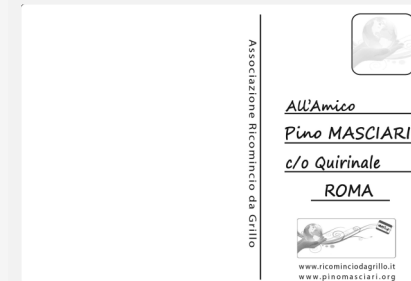 Associazione Ricomincio da Grillo
All'Amico
Pino MASCIARI
c/o Quirinale
ROMA
www.ricominciodagrillo.it
www.pinomasciari.org